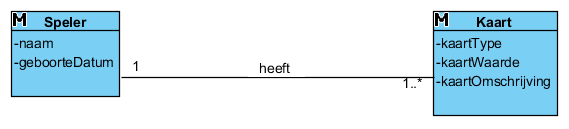 M Speler
-naam
-geboorteDatum
1
heeft
1..*
M Kaart
-kaartType
-kaartWaarde
-kaartOmschrijving